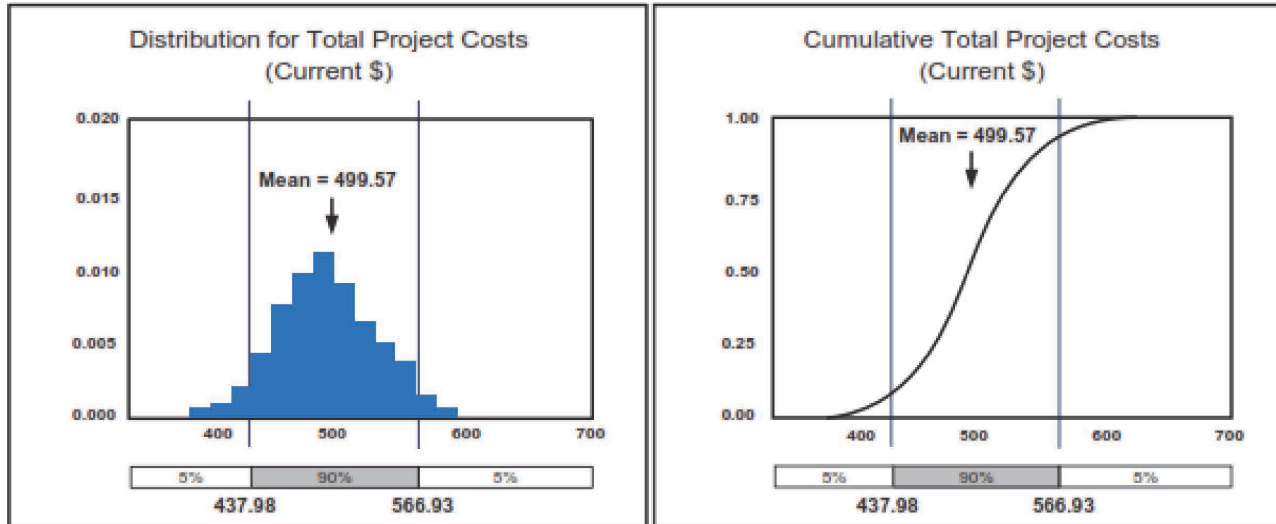 Distribution for Total Project Costs
(Current $)
0.020
Mean = 499.57
0.015
0.010
0.005
0.000
400 500 600 700
5% 90% 5%
437.98 566.93
Cumulative Total Project Costs
(Current $)
1.00
Mean = 499.57
0.75
0.50
0.25
0.00
400 500 600 700
5% 90% 5%
437.98 566.93